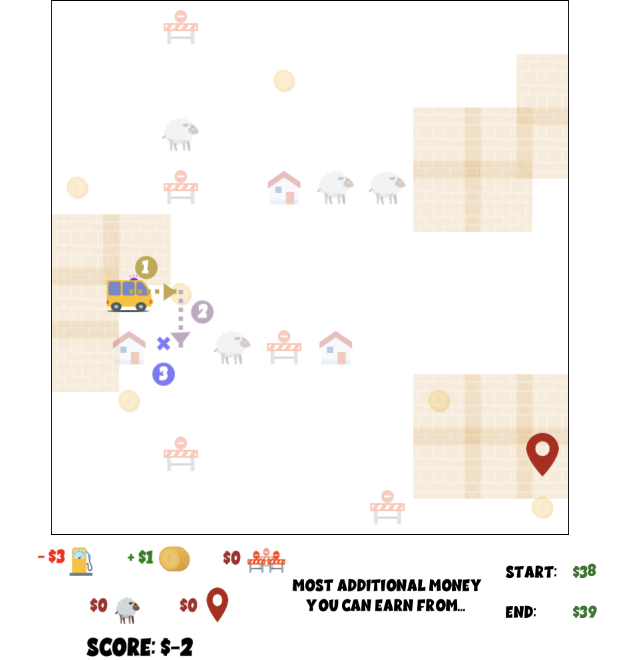 1
2
3
- $3
+ $1
$0
$0
$0
MOST ADDITIONAL MONEY
YOU CAN EARN FROM...
START: $38
END: $39
SCORE: $-2